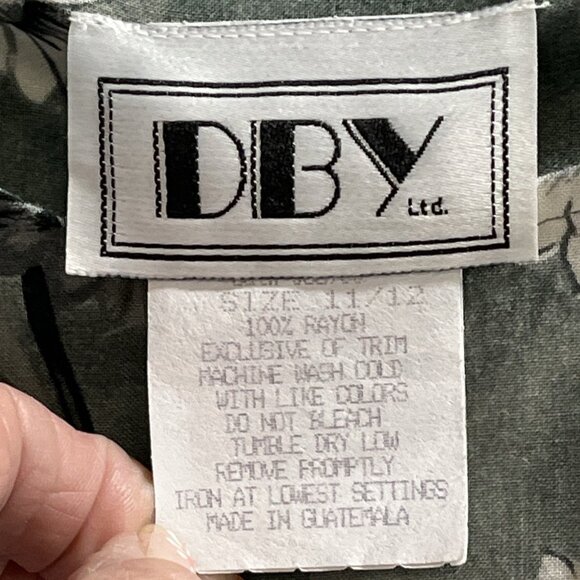 DBY Ltd.
SIZE 11/12
100% RAYON
EXCLUSIVE OF TRIM
MACHINE WASH COLD
WITH LIKE COLORS
DO NOT BLEACH
TUMBLE DRY LOW
REMOVE PROMPTLY
IRON AT LOWEST SETTINGS
MADE IN GUATEMALA